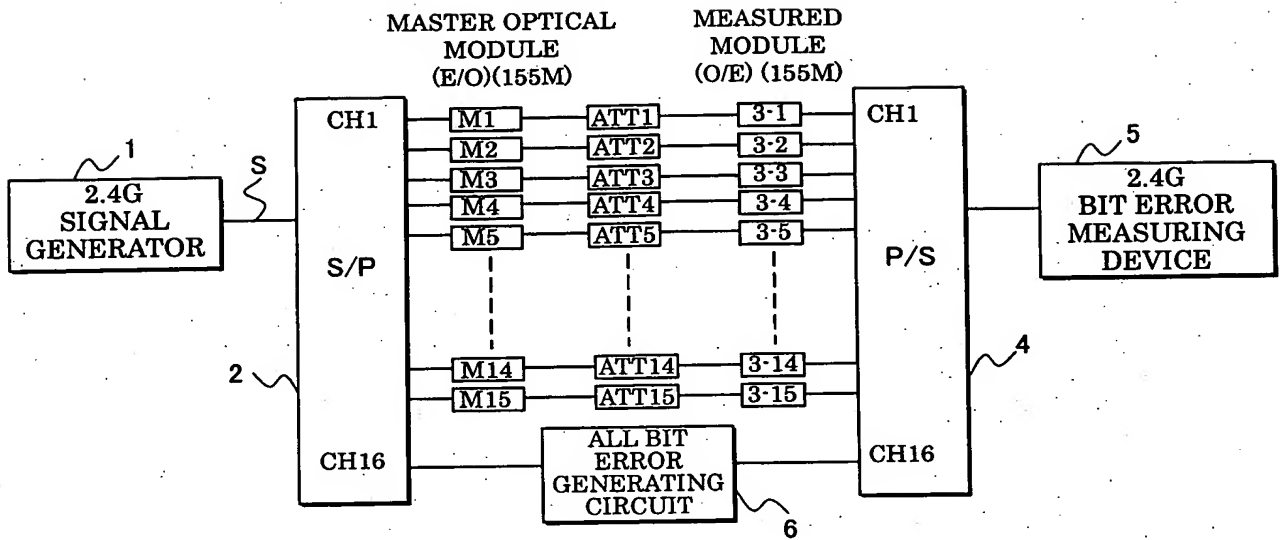 MASTER OPTICAL
MODULE
(E/O)(155M)
MEASURED
MODULE
(O/E) (155M)
1
2.4G
SIGNAL
GENERATOR
S
CH1
S/P
CH16
2
M1 ATT1 3-1
M2 ATT2 3-2
M3 ATT3 3-3
M4 ATT4 3-4
M5 ATT5 3-5
M14 ATT14 3-14
M15 ATT15 3-15
ALL BIT
ERROR
GENERATING
CIRCUIT
6
CH1
P/S
CH16
4
5
2.4G
BIT ERROR
MEASURING
DEVICE